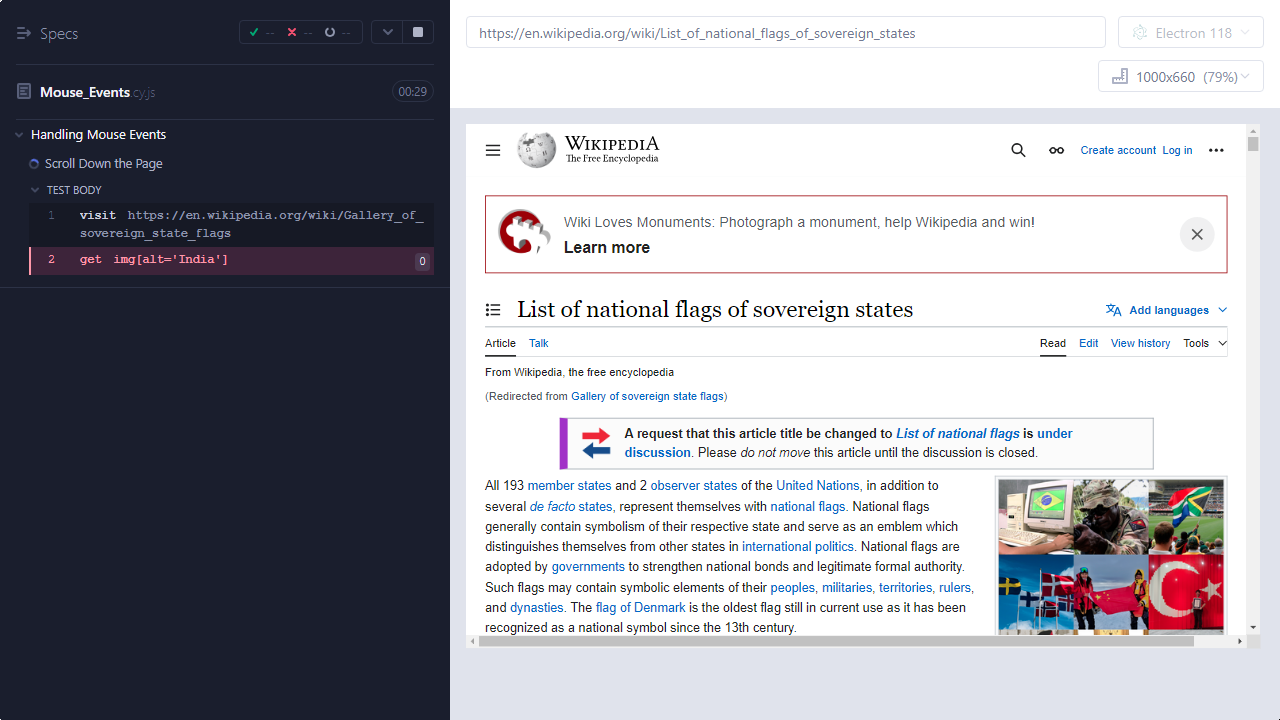 Specs
--
--
--
Mouse_Events.cy.js
00:29
Handling Mouse Events
Scroll Down the Page
TEST BODY
1 visit https://en.wikipedia.org/wiki/Gallery_of_
sovereign_state_flags
2 get img[alt='India'] 0
https://en.wikipedia.org/wiki/List_of_national_flags_of_sovereign_states
Electron 118
1000x660 (79%)
WIKIPEDIA
The Free Encyclopedia
Create account Log in
Wiki Loves Monuments: Photograph a monument, help Wikipedia and win!
Learn more
List of national flags of sovereign states
Add languages
Article Talk
Read Edit View history Tools
From Wikipedia, the free encyclopedia
(Redirected from Gallery of sovereign state flags)
A request that this article title be changed to List of national flags is under
discussion. Please do not move this article until the discussion is closed.
All 193 member states and 2 observer states of the United Nations, in addition to
several de facto states, represent themselves with national flags. National flags
generally contain symbolism of their respective state and serve as an emblem which
distinguishes themselves from other states in international politics. National flags are
adopted by governments to strengthen national bonds and legitimate formal authority.
Such flags may contain symbolic elements of their peoples, militaries, territories, rulers,
and dynasties. The flag of Denmark is the oldest flag still in current use as it has been
recognized as a national symbol since the 13th century.